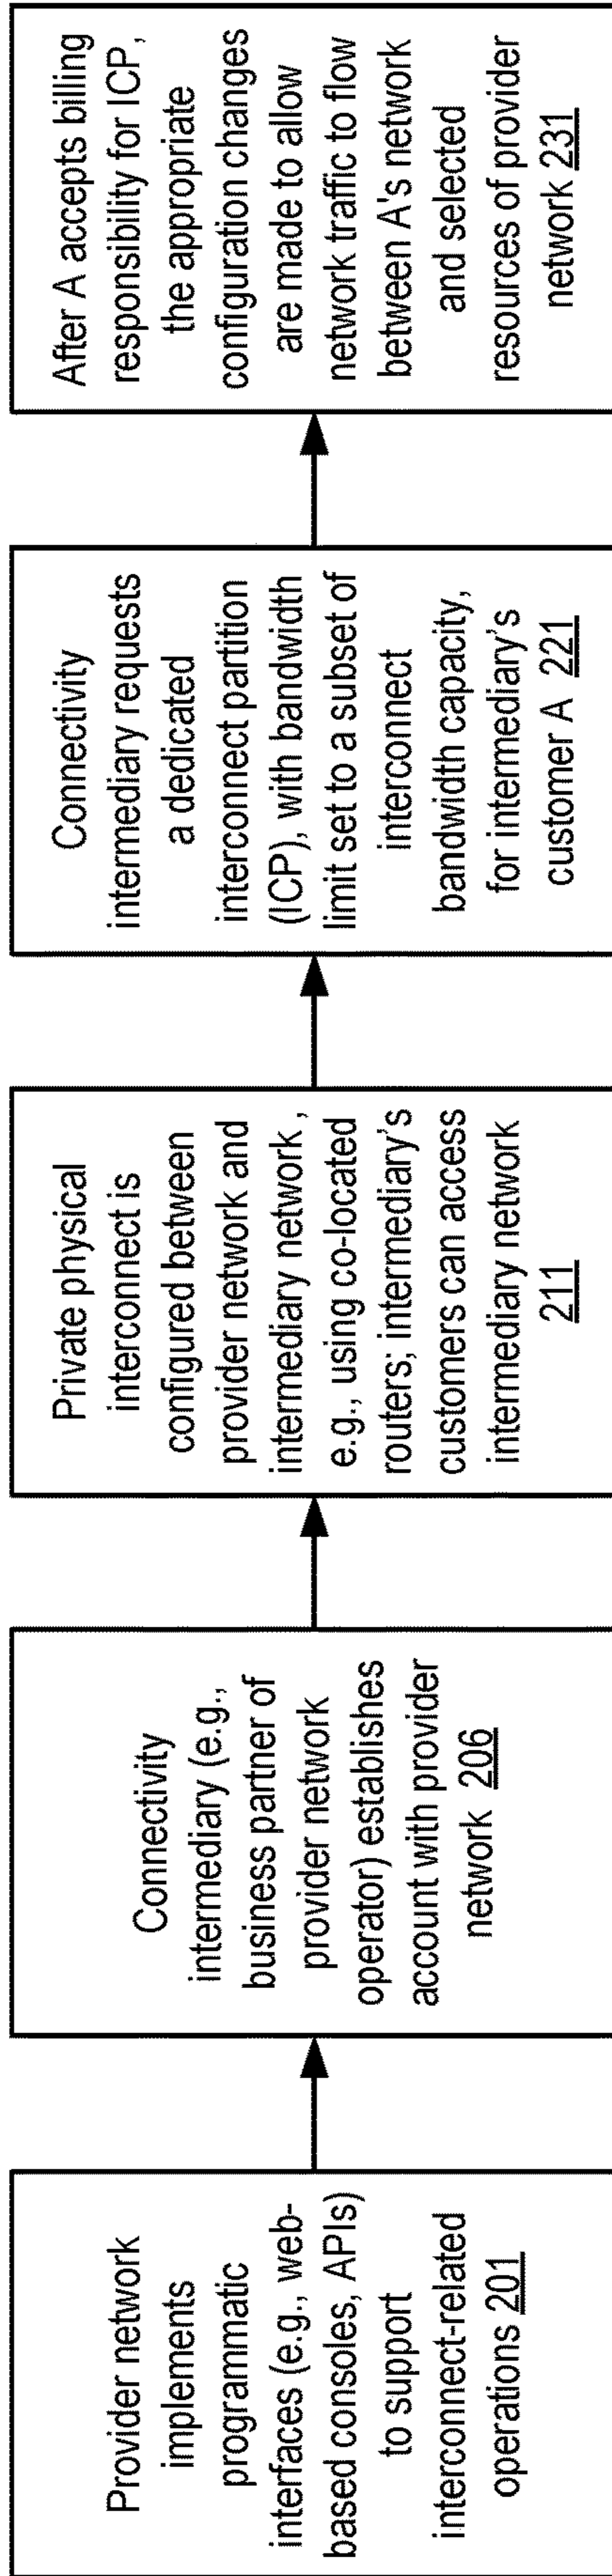 Provider network
implements
programmatic
interfaces (e.g., web-
based consoles, APIs)
to support
interconnect-related
operations 201
Connectivity
intermediary (e.g.,
business partner of
provider network
operator) establishes
account with provider
network 206
Private physical
interconnect is
configured between
provider network and
intermediary network ,
e.g., using co-located
routers; intermediary's
customers can access
intermediary network
211
Connectivity
intermediary requests
a dedicated
interconnect partition
(ICP), with bandwidth
limit set to a subset of
interconnect
bandwidth capacity,
for intermediary's
customer A 221
After A accepts billing
responsibility for ICP,
the appropriate
configuration changes
are made to allow
network traffic to flow
between A's network
and selected
resources of provider
network 231